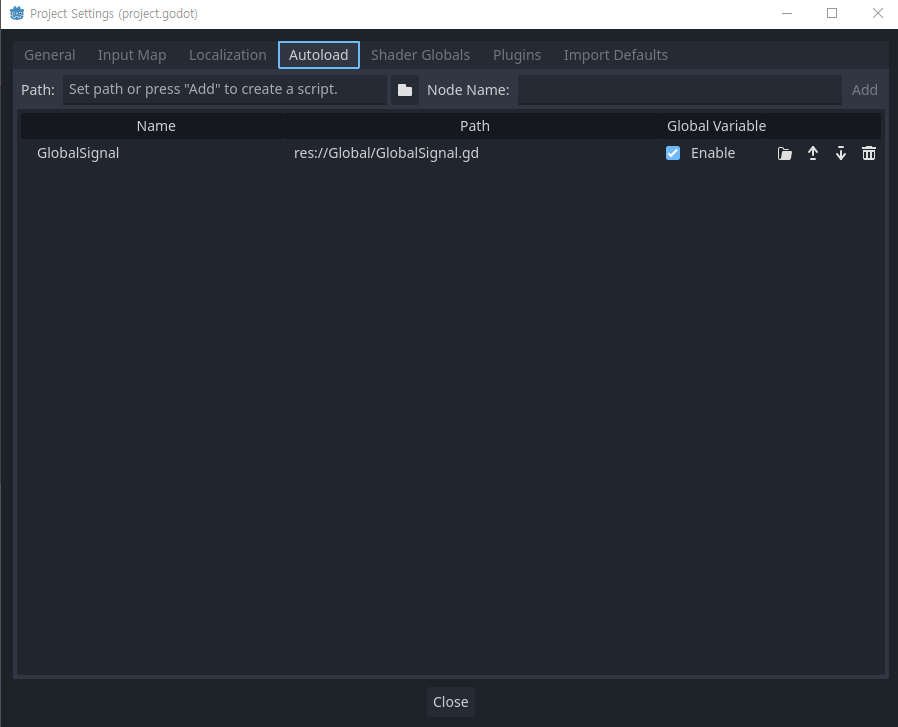 Project Settings (project.godot)
General Input Map Localization Autoload Shader Globals Plugins Import Defaults
Path: Set path or press "Add" to create a script. Node Name: Add
Name Path Global Variable
GlobalSignal res://Global/GlobalSignal.gd Enable
Close